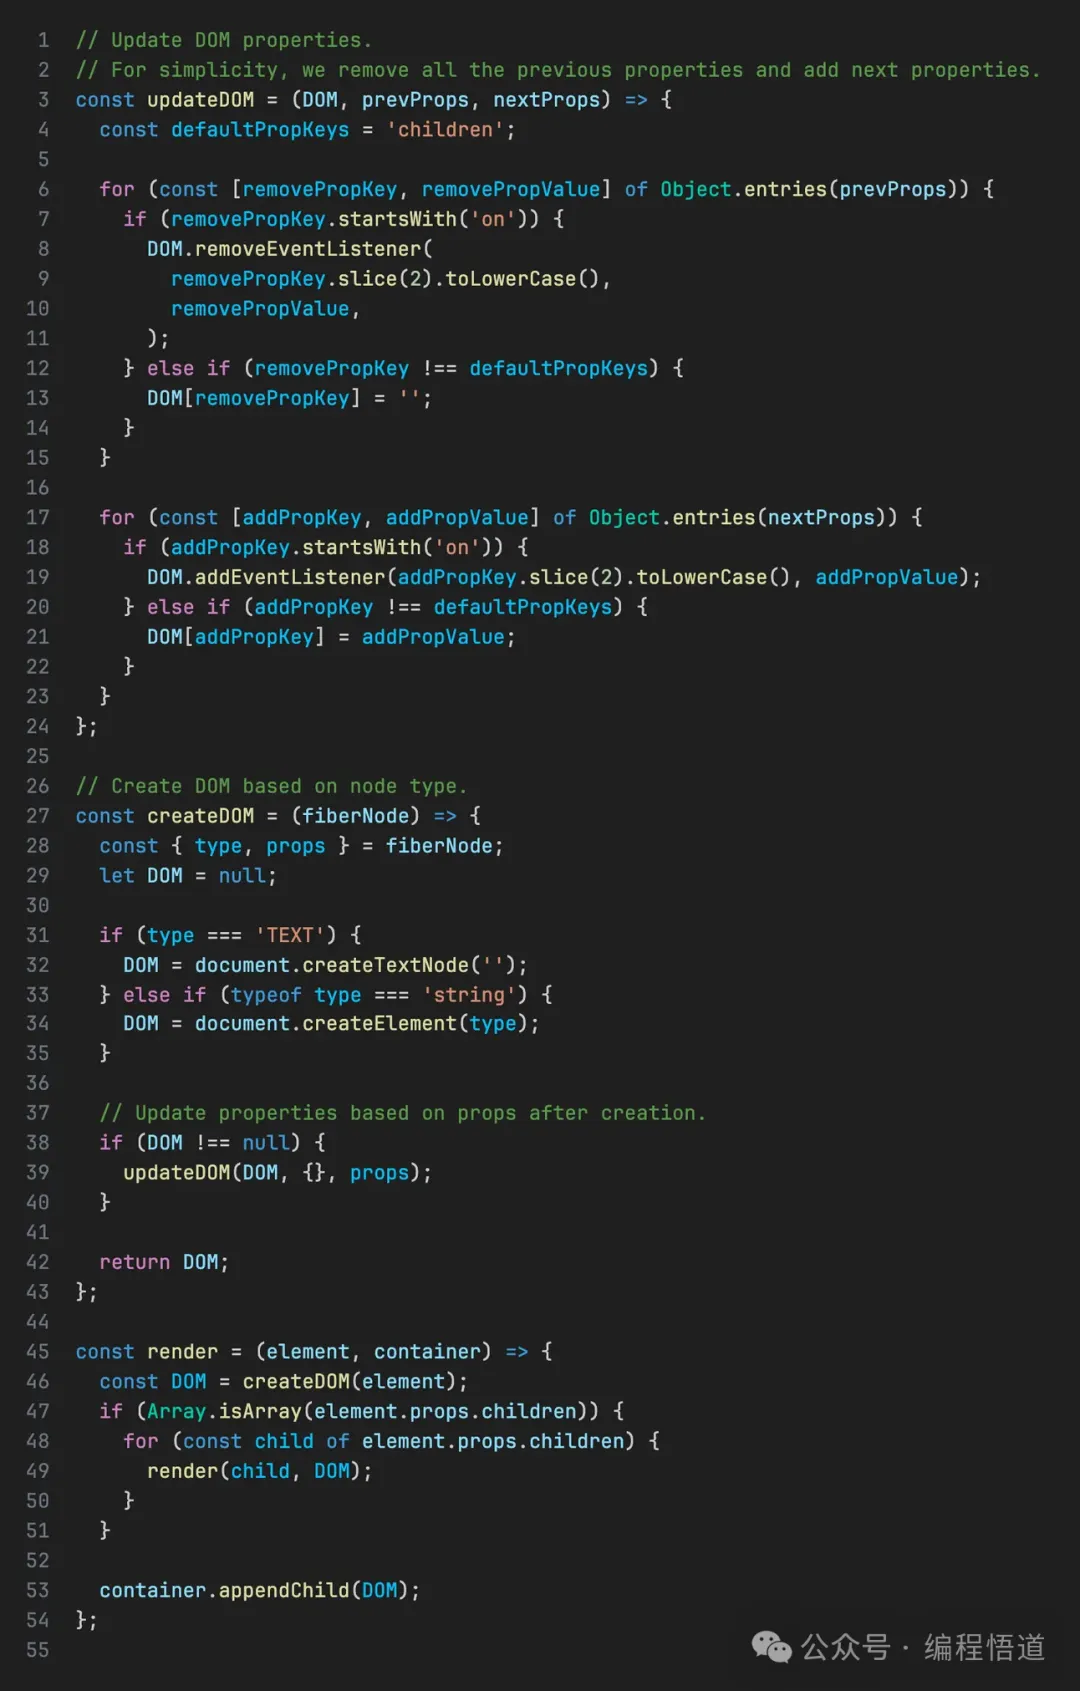 1 // Update DOM properties.
2 // For simplicity, we remove all the previous properties and add next properties.
3 const updateDOM = (DOM, prevProps, nextProps) => {
4   const defaultPropKeys = 'children';
5
6   for (const [removePropKey, removePropValue] of Object.entries(prevProps)) {
7     if (removePropKey.startsWith('on')) {
8       DOM.removeEventListener(
9         removePropKey.slice(2).toLowerCase(),
10         removePropValue,
11       );
12     } else if (removePropKey !== defaultPropKeys) {
13       DOM[removePropKey] = '';
14     }
15   }
16
17   for (const [addPropKey, addPropValue] of Object.entries(nextProps)) {
18     if (addPropKey.startsWith('on')) {
19       DOM.addEventListener(addPropKey.slice(2).toLowerCase(), addPropValue);
20     } else if (addPropKey !== defaultPropKeys) {
21       DOM[addPropKey] = addPropValue;
22     }
23   }
24 };
25
26 // Create DOM based on node type.
27 const createDOM = (fiberNode) => {
28   const { type, props } = fiberNode;
29   let DOM = null;
30
31   if (type === 'TEXT') {
32     DOM = document.createTextNode('');
33   } else if (typeof type === 'string') {
34     DOM = document.createElement(type);
35   }
36
37   // Update properties based on props after creation.
38   if (DOM !== null) {
39     updateDOM(DOM, {}, props);
40   }
41
42   return DOM;
43 };
44
45 const render = (element, container) => {
46   const DOM = createDOM(element);
47   if (Array.isArray(element.props.children)) {
48     for (const child of element.props.children) {
49       render(child, DOM);
50     }
51   }
52
53   container.appendChild(DOM);
54 };
55
公众号 · 编程悟道